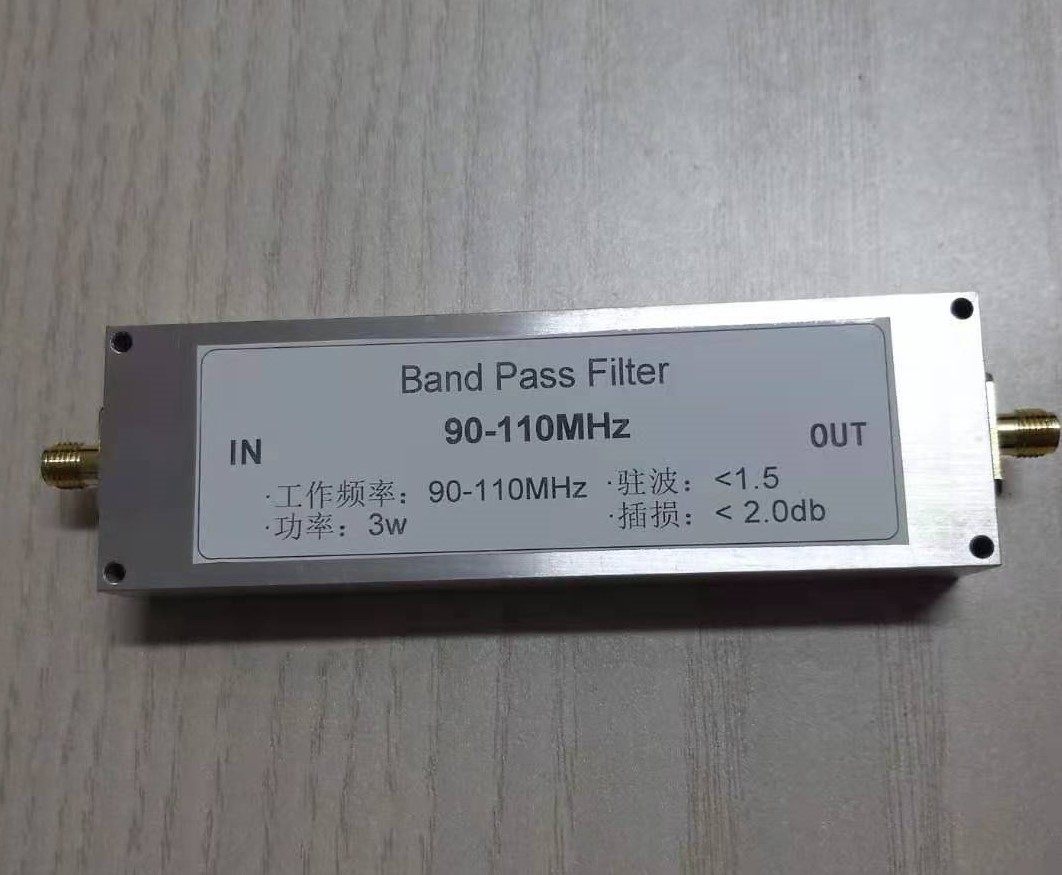 Band Pass Filter
90-110MHz
IN
OUT
·工作频率：90-110MHz ·驻波：<1.5
·功率：3w ·插损：< 2.0db